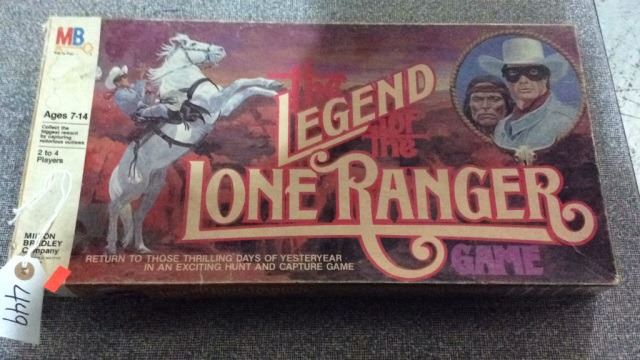 MB
Ages 7-14
Collect the
biggest reward
by capturing
notorious outlaws.
2 to 4
Players
MILTON
BRADLEY
Company
The
LEGEND
of
the
LONE RANGER
GAME
RETURN TO THOSE THRILLING DAYS OF YESTERYEAR
IN AN EXCITING HUNT AND CAPTURE GAME
449